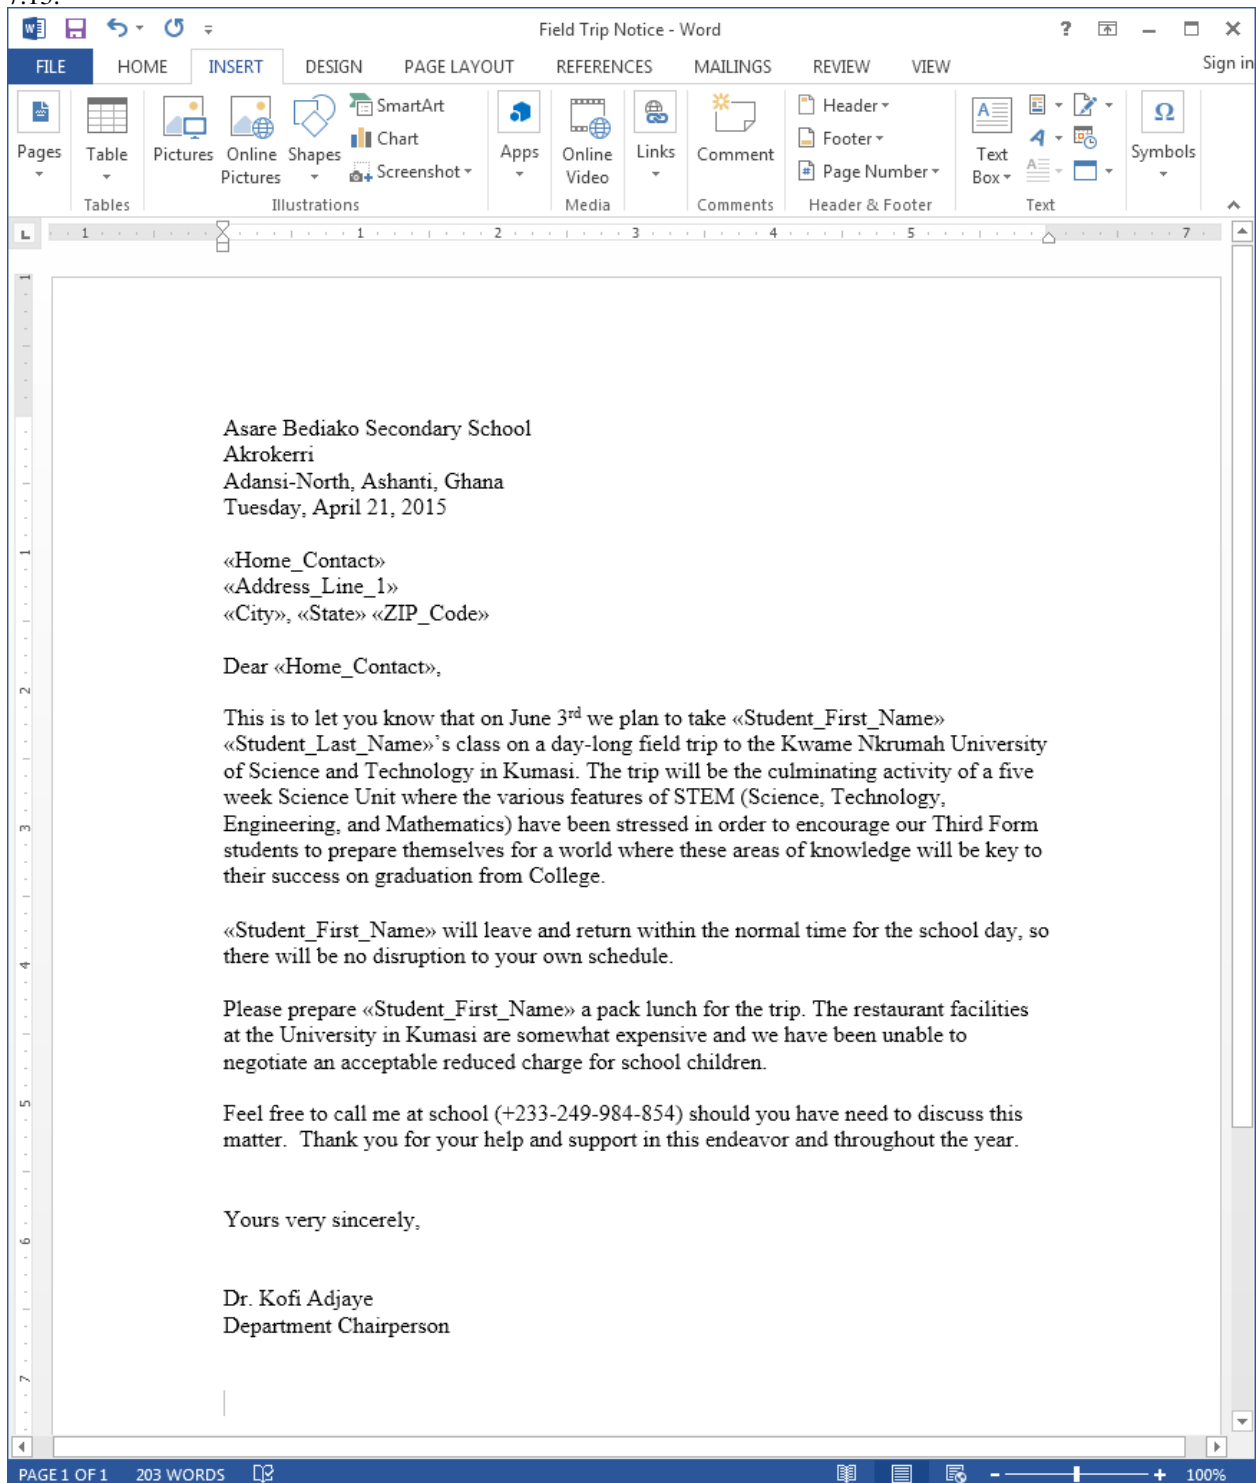 7.15.
Field Trip Notice - Word
?
FILE HOME INSERT DESIGN PAGE LAYOUT REFERENCES MAILINGS REVIEW VIEW Sign in
Pages
Table
Pictures
Online Pictures
Shapes
SmartArt
Chart
Screenshot
Apps
Online Video
Links
Comment
Header
Footer
Page Number
Text Box
Symbols
Tables Illustrations Media Comments Header & Footer Text
L 1 1 2 3 4 5 7
Asare Bediako Secondary School
Akrokerri
Adansi-North, Ashanti, Ghana
Tuesday, April 21, 2015
«Home_Contact»
«Address_Line_1»
«City», «State» «ZIP_Code»
Dear «Home_Contact»,
This is to let you know that on June 3rd we plan to take «Student_First_Name»
«Student_Last_Name»’s class on a day-long field trip to the Kwame Nkrumah University
of Science and Technology in Kumasi. The trip will be the culminating activity of a five
week Science Unit where the various features of STEM (Science, Technology,
Engineering, and Mathematics) have been stressed in order to encourage our Third Form
students to prepare themselves for a world where these areas of knowledge will be key to
their success on graduation from College.
«Student_First_Name» will leave and return within the normal time for the school day, so
there will be no disruption to your own schedule.
Please prepare «Student_First_Name» a pack lunch for the trip. The restaurant facilities
at the University in Kumasi are somewhat expensive and we have been unable to
negotiate an acceptable reduced charge for school children.
Feel free to call me at school (+233-249-984-854) should you have need to discuss this
matter.  Thank you for your help and support in this endeavor and throughout the year.
Yours very sincerely,
Dr. Kofi Adjaye
Department Chairperson
PAGE 1 OF 1 203 WORDS 100%